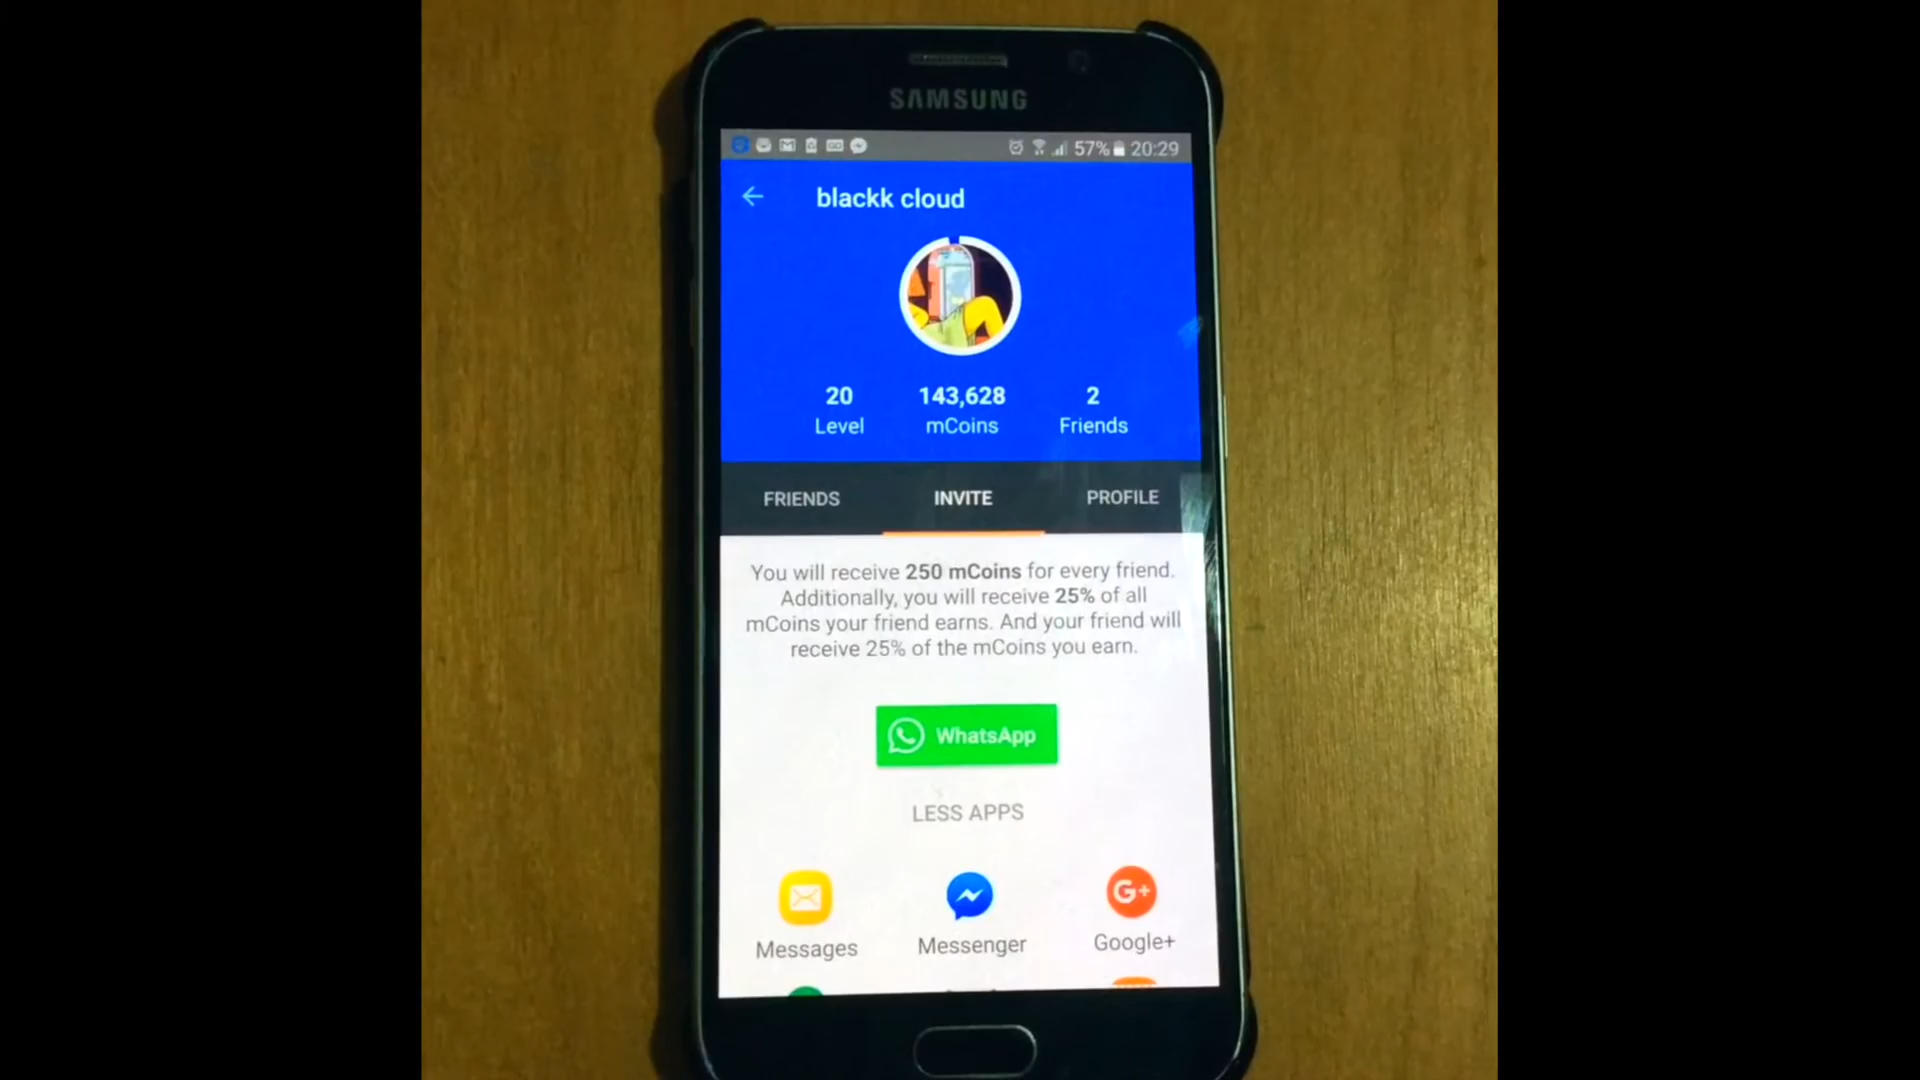 SAMSUNG
57% 20:29
blackk cloud
20 143,628 2
Level mCoins Friends
FRIENDS INVITE PROFILE
You will receive 250 mCoins for every friend.
Additionally, you will receive 25% of all
mCoins your friend earns. And your friend will
receive 25% of the mCoins you earn.
WhatsApp
LESS APPS
G+
Messages Messenger Google+